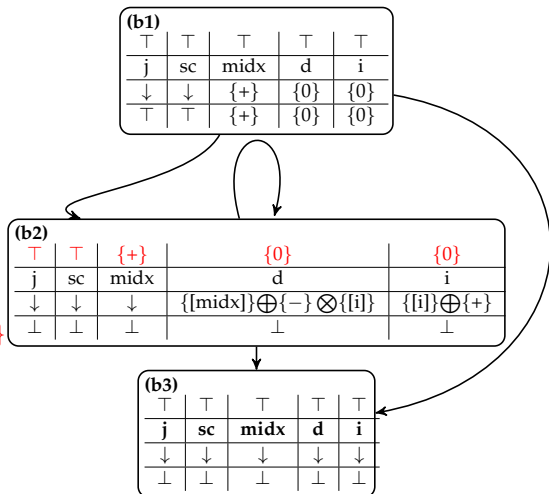 (b1)
⊤ ⊤ ⊤ ⊤ ⊤
j sc midx d i
↓ ↓ {+} {0} {0}
⊤ ⊤ {+} {0} {0}
(b2)
⊤ ⊤ {+} {0} {0}
j sc midx d i
↓ ↓ ↓ {[midx]}⊕{−} ⊗{[i]} {[i]}⊕{+}
} ⊥ ⊥ ⊥ ⊥ ⊥
(b3)
⊤ ⊤ ⊤ ⊤ ⊤
j sc midx d i
↓ ↓ ↓ ↓ ↓
⊥ ⊥ ⊥ ⊥ ⊥